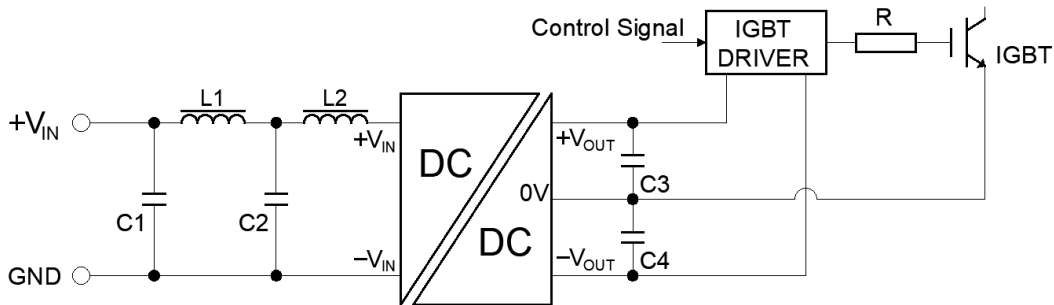 Control Signal
IGBT
DRIVER
R
IGBT
L1
L2
+VIN
+VIN
DC
+VOUT
C1
C2
0V
C3
DC
GND
−VIN
−VOUT
C4